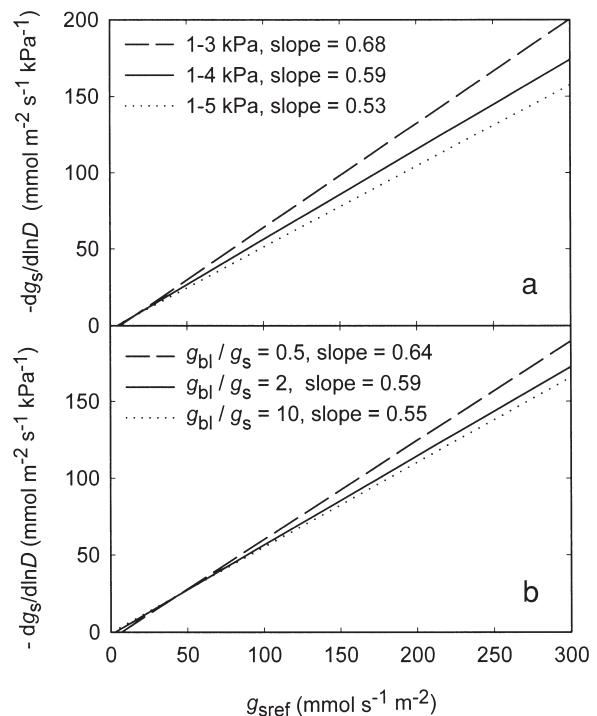 200
150
100
50
0
-dgs/dlnD (mmol m-2 s-1 kPa-1)
1-3 kPa, slope = 0.68
1-4 kPa, slope = 0.59
1-5 kPa, slope = 0.53
a
150
100
50
0
- dgs/dlnD (mmol m-2 s-1 kPa-1)
gbl / gs = 0.5, slope = 0.64
gbl / gs = 2, slope = 0.59
gbl / gs = 10, slope = 0.55
b
0 50 100 150 200 250 300
gsref (mmol s-1 m-2)